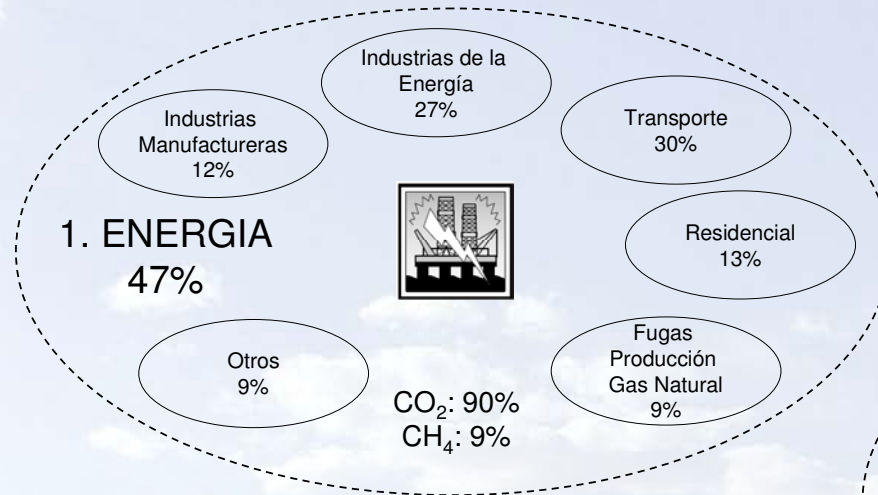 Industrias de la
Energía
27%
Industrias
Manufactureras
12%
Transporte
30%
1. ENERGIA
47%
Residencial
13%
Otros
9%
Fugas
Producción
Gas Natural
9%
CO₂: 90%
CH₄: 9%